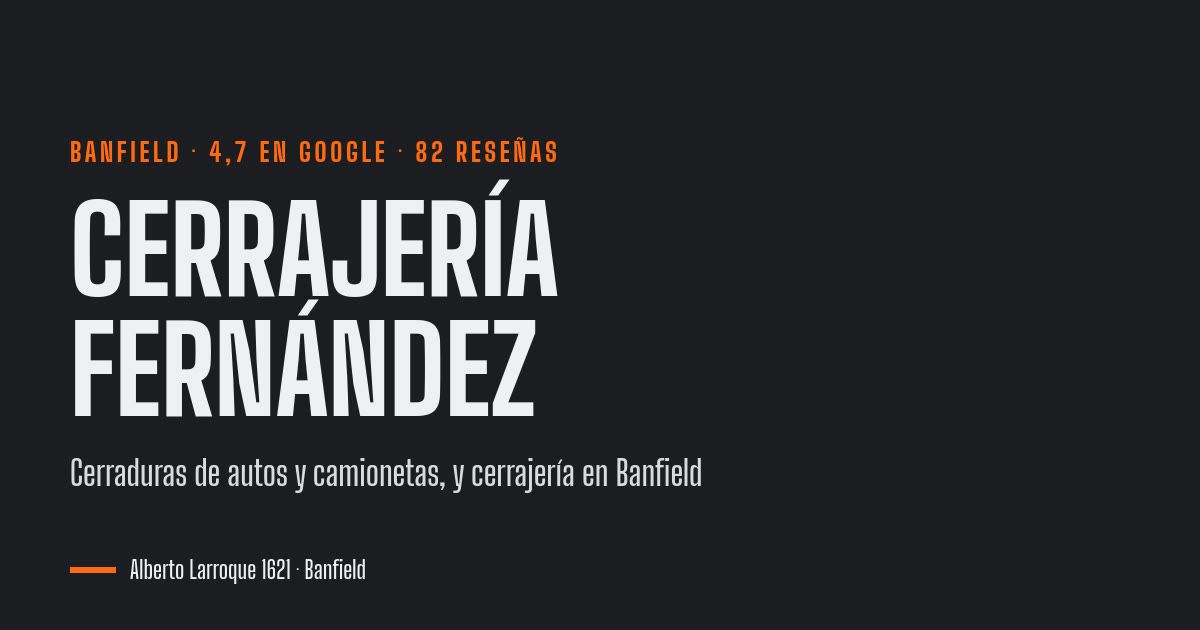 BANFIELD · 4,7 EN GOOGLE · 82 RESEÑAS
CERRAJERÍA
FERNÁNDEZ
Cerraduras de autos y camionetas, y cerrajería en Banfield
Alberto Larroque 1621 · Banfield